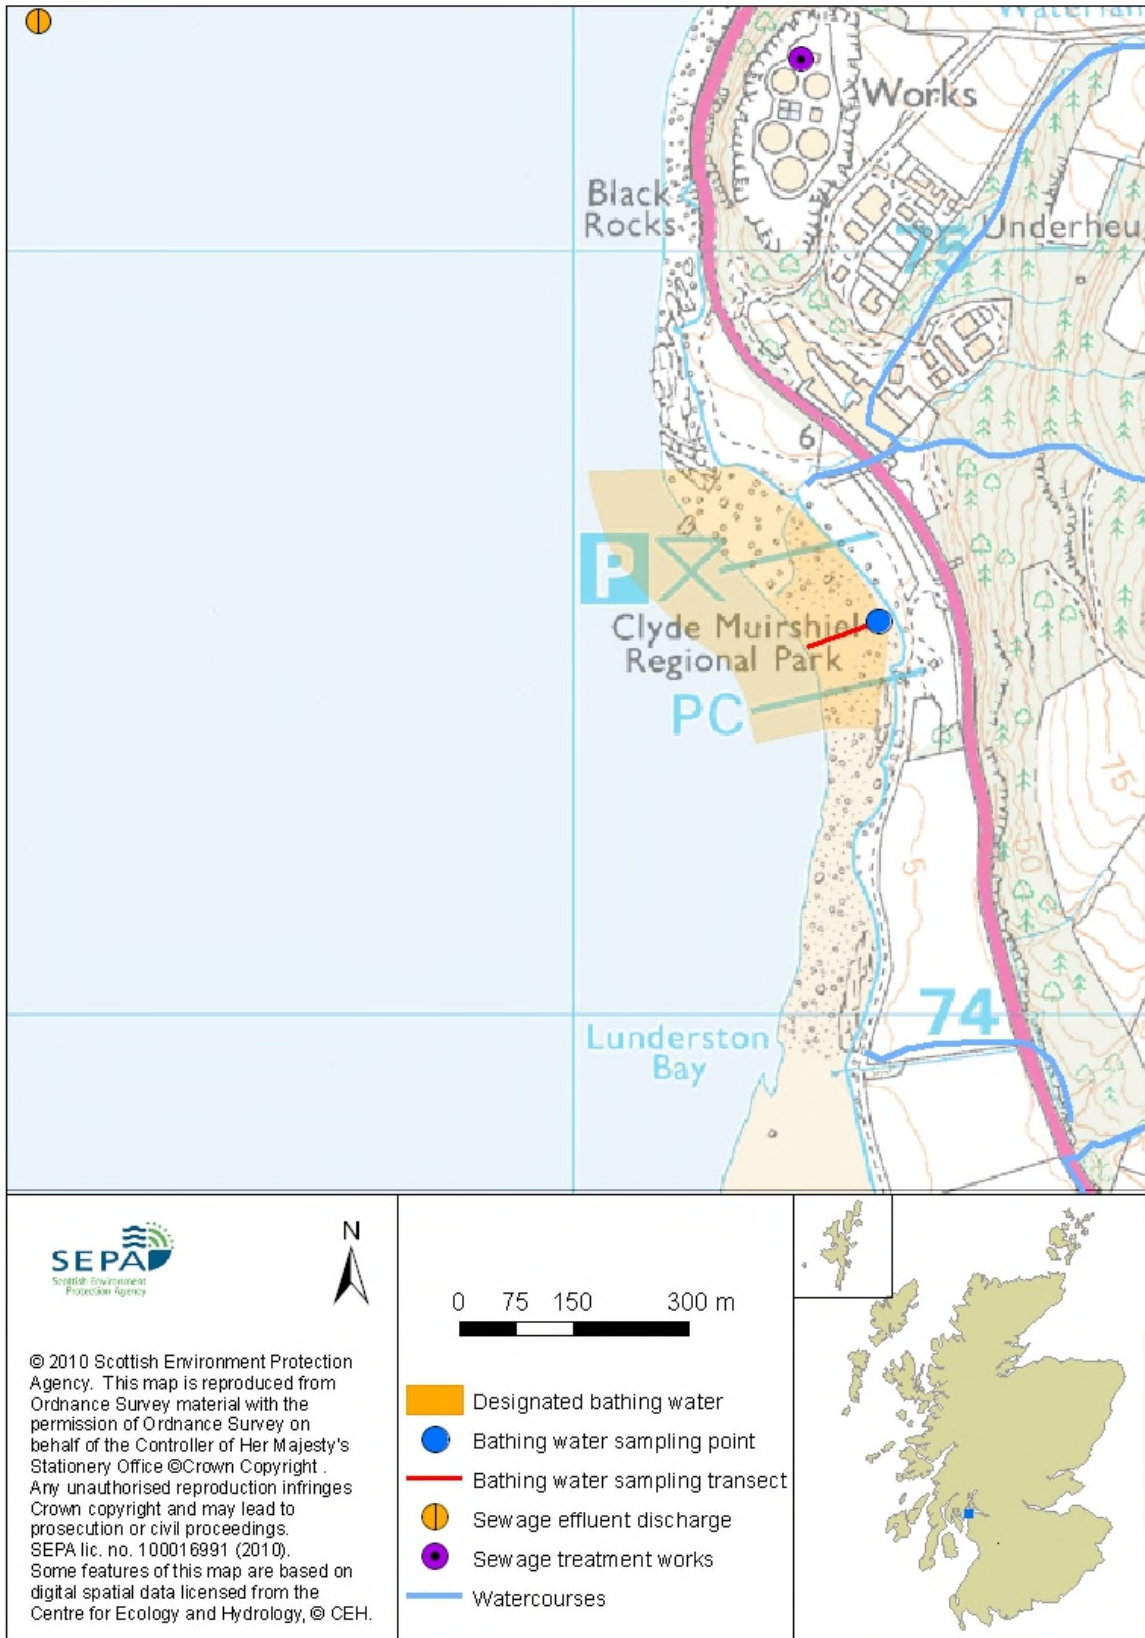 Works
Black
Rocks
75
Underheu
6
P
Clyde Muirshiel
Regional Park
PC
75
50
5
74
Lunderston
Bay
SEPA
Scottish Environment
Protection Agency
N
© 2010 Scottish Environment Protection
Agency. This map is reproduced from
Ordnance Survey material with the
permission of Ordnance Survey on
behalf of the Controller of Her Majesty's
Stationery Office ©Crown Copyright .
Any unauthorised reproduction infringes
Crown copyright and may lead to
prosecution or civil proceedings.
SEPA lic. no. 100016991 (2010).
Some features of this map are based on
digital spatial data licensed from the
Centre for Ecology and Hydrology, © CEH.
0 75 150 300 m
Designated bathing water
Bathing water sampling point
Bathing water sampling transect
Sewage effluent discharge
Sewage treatment works
Watercourses